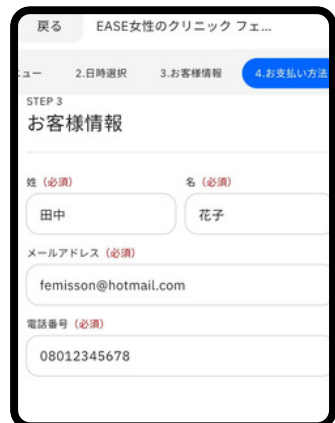 戻る EASE女性のクリニック フェ...
ュー 2.日時選択 3.お客様情報 4.お支払い方法
STEP 3
お客様情報
姓 (必須) 名 (必須)
田中 花子
メールアドレス (必須)
femisson@hotmail.com
電話番号 (必須)
08012345678